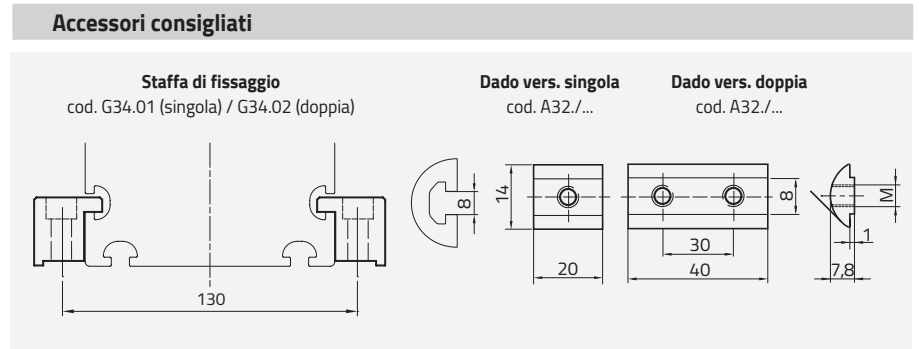 Accessori consigliati
Staffa di fissaggio
cod. G34.01 (singola) / G34.02 (doppia)
130
Dado vers. singola
cod. A32./...
8
14
20
Dado vers. doppia
cod. A32./...
8
30
40
M
1
7,8